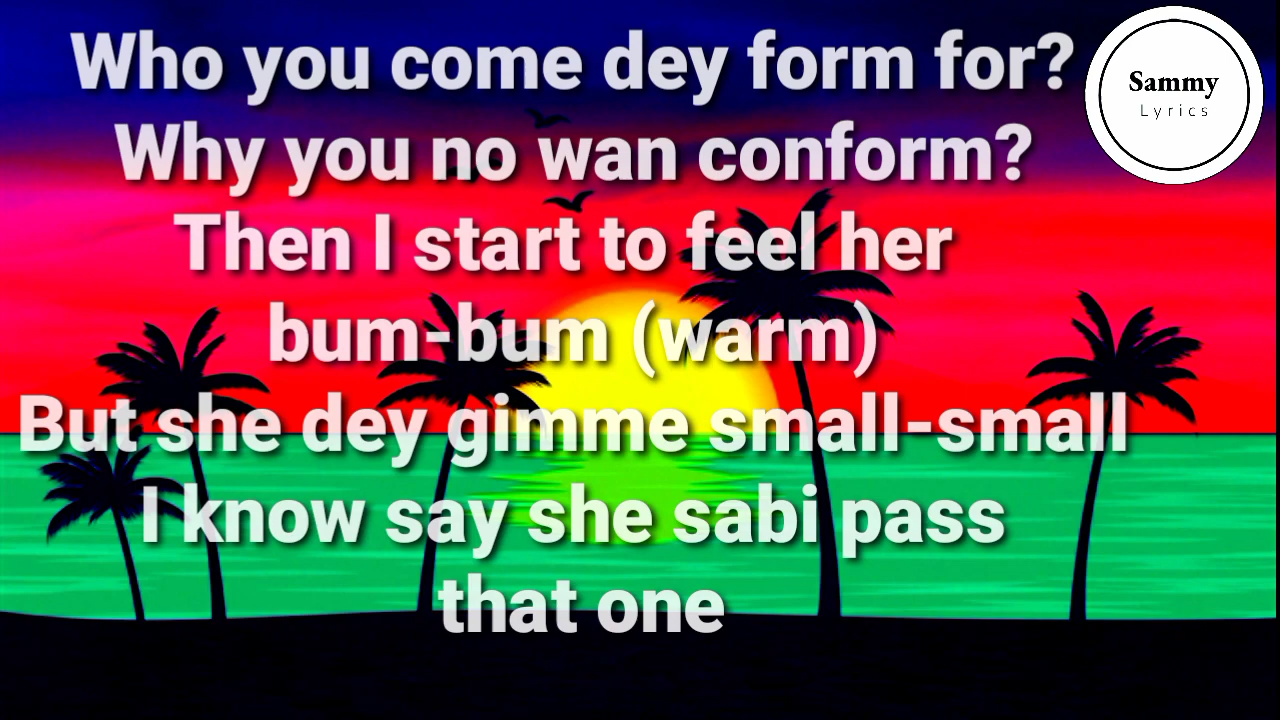 Who you come dey form for?
Why you no wan conform?
Then I start to feel her
bum-bum (warm)
But she dey gimme small-small
I know say she sabi pass
that one
Sammy
Lyrics